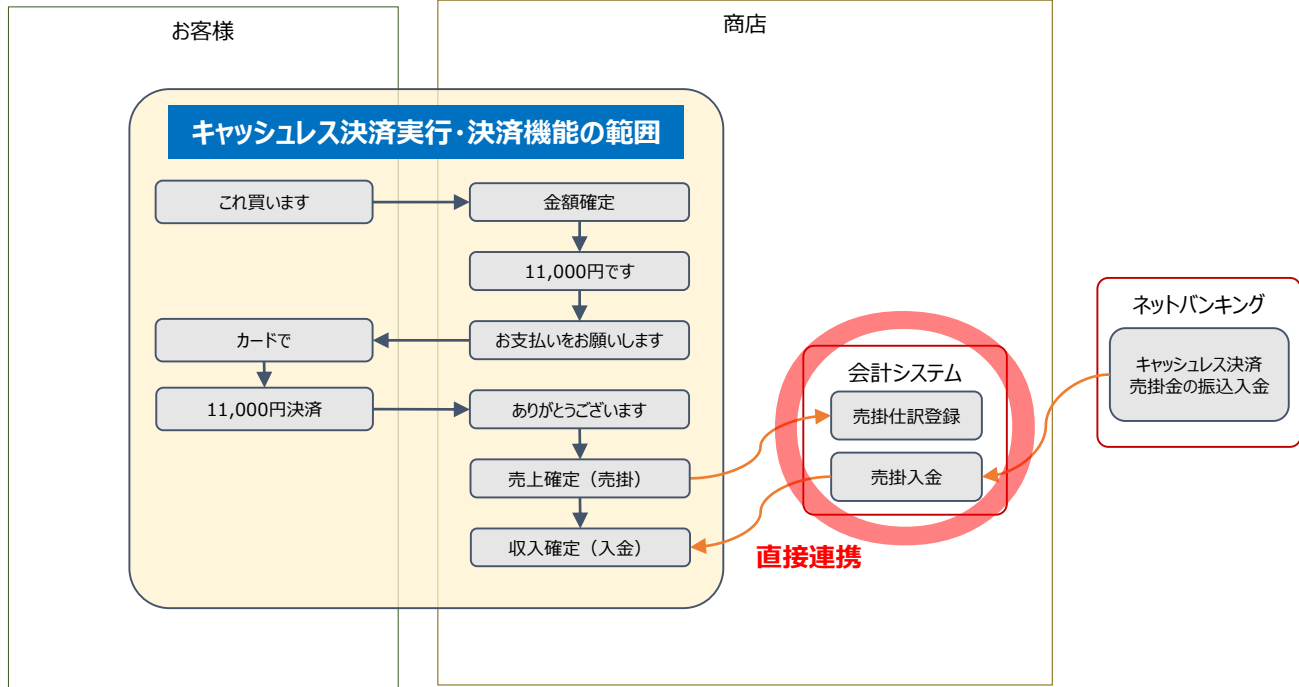 お客様
商店
キャッシュレス決済実行・決済機能の範囲
これ買います
金額確定
11,000円です
カードで
お支払いをお願いします
11,000円決済
ありがとうございます
売上確定（売掛）
収入確定（入金）
会計システム
売掛仕訳登録
売掛入金
直接連携
ネットバンキング
キャッシュレス決済
売掛金の振込入金